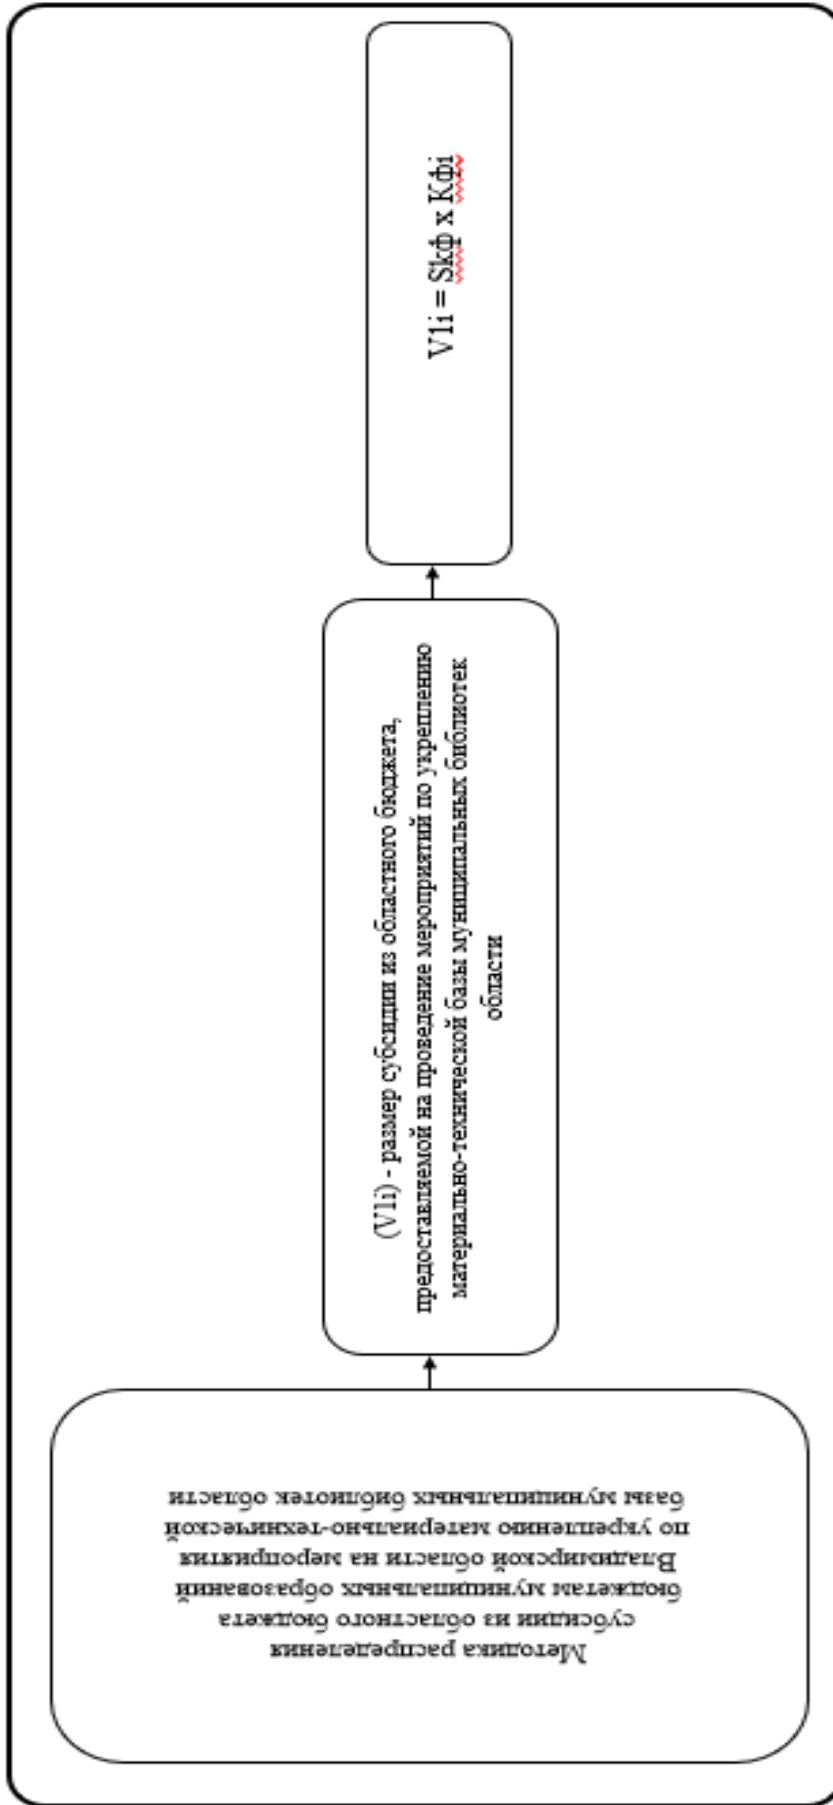 Методика распределения
субсидии из областного бюджета
бюджетам муниципальных образований
Владимирской области на мероприятия
по укреплению материально-технической
базы муниципальных библиотек области
(V1i) - размер субсидии из областного бюджета,
предоставляемой на проведение мероприятий по укреплению
материально-технической базы муниципальных библиотек
области
V1i = Skф x Kфi